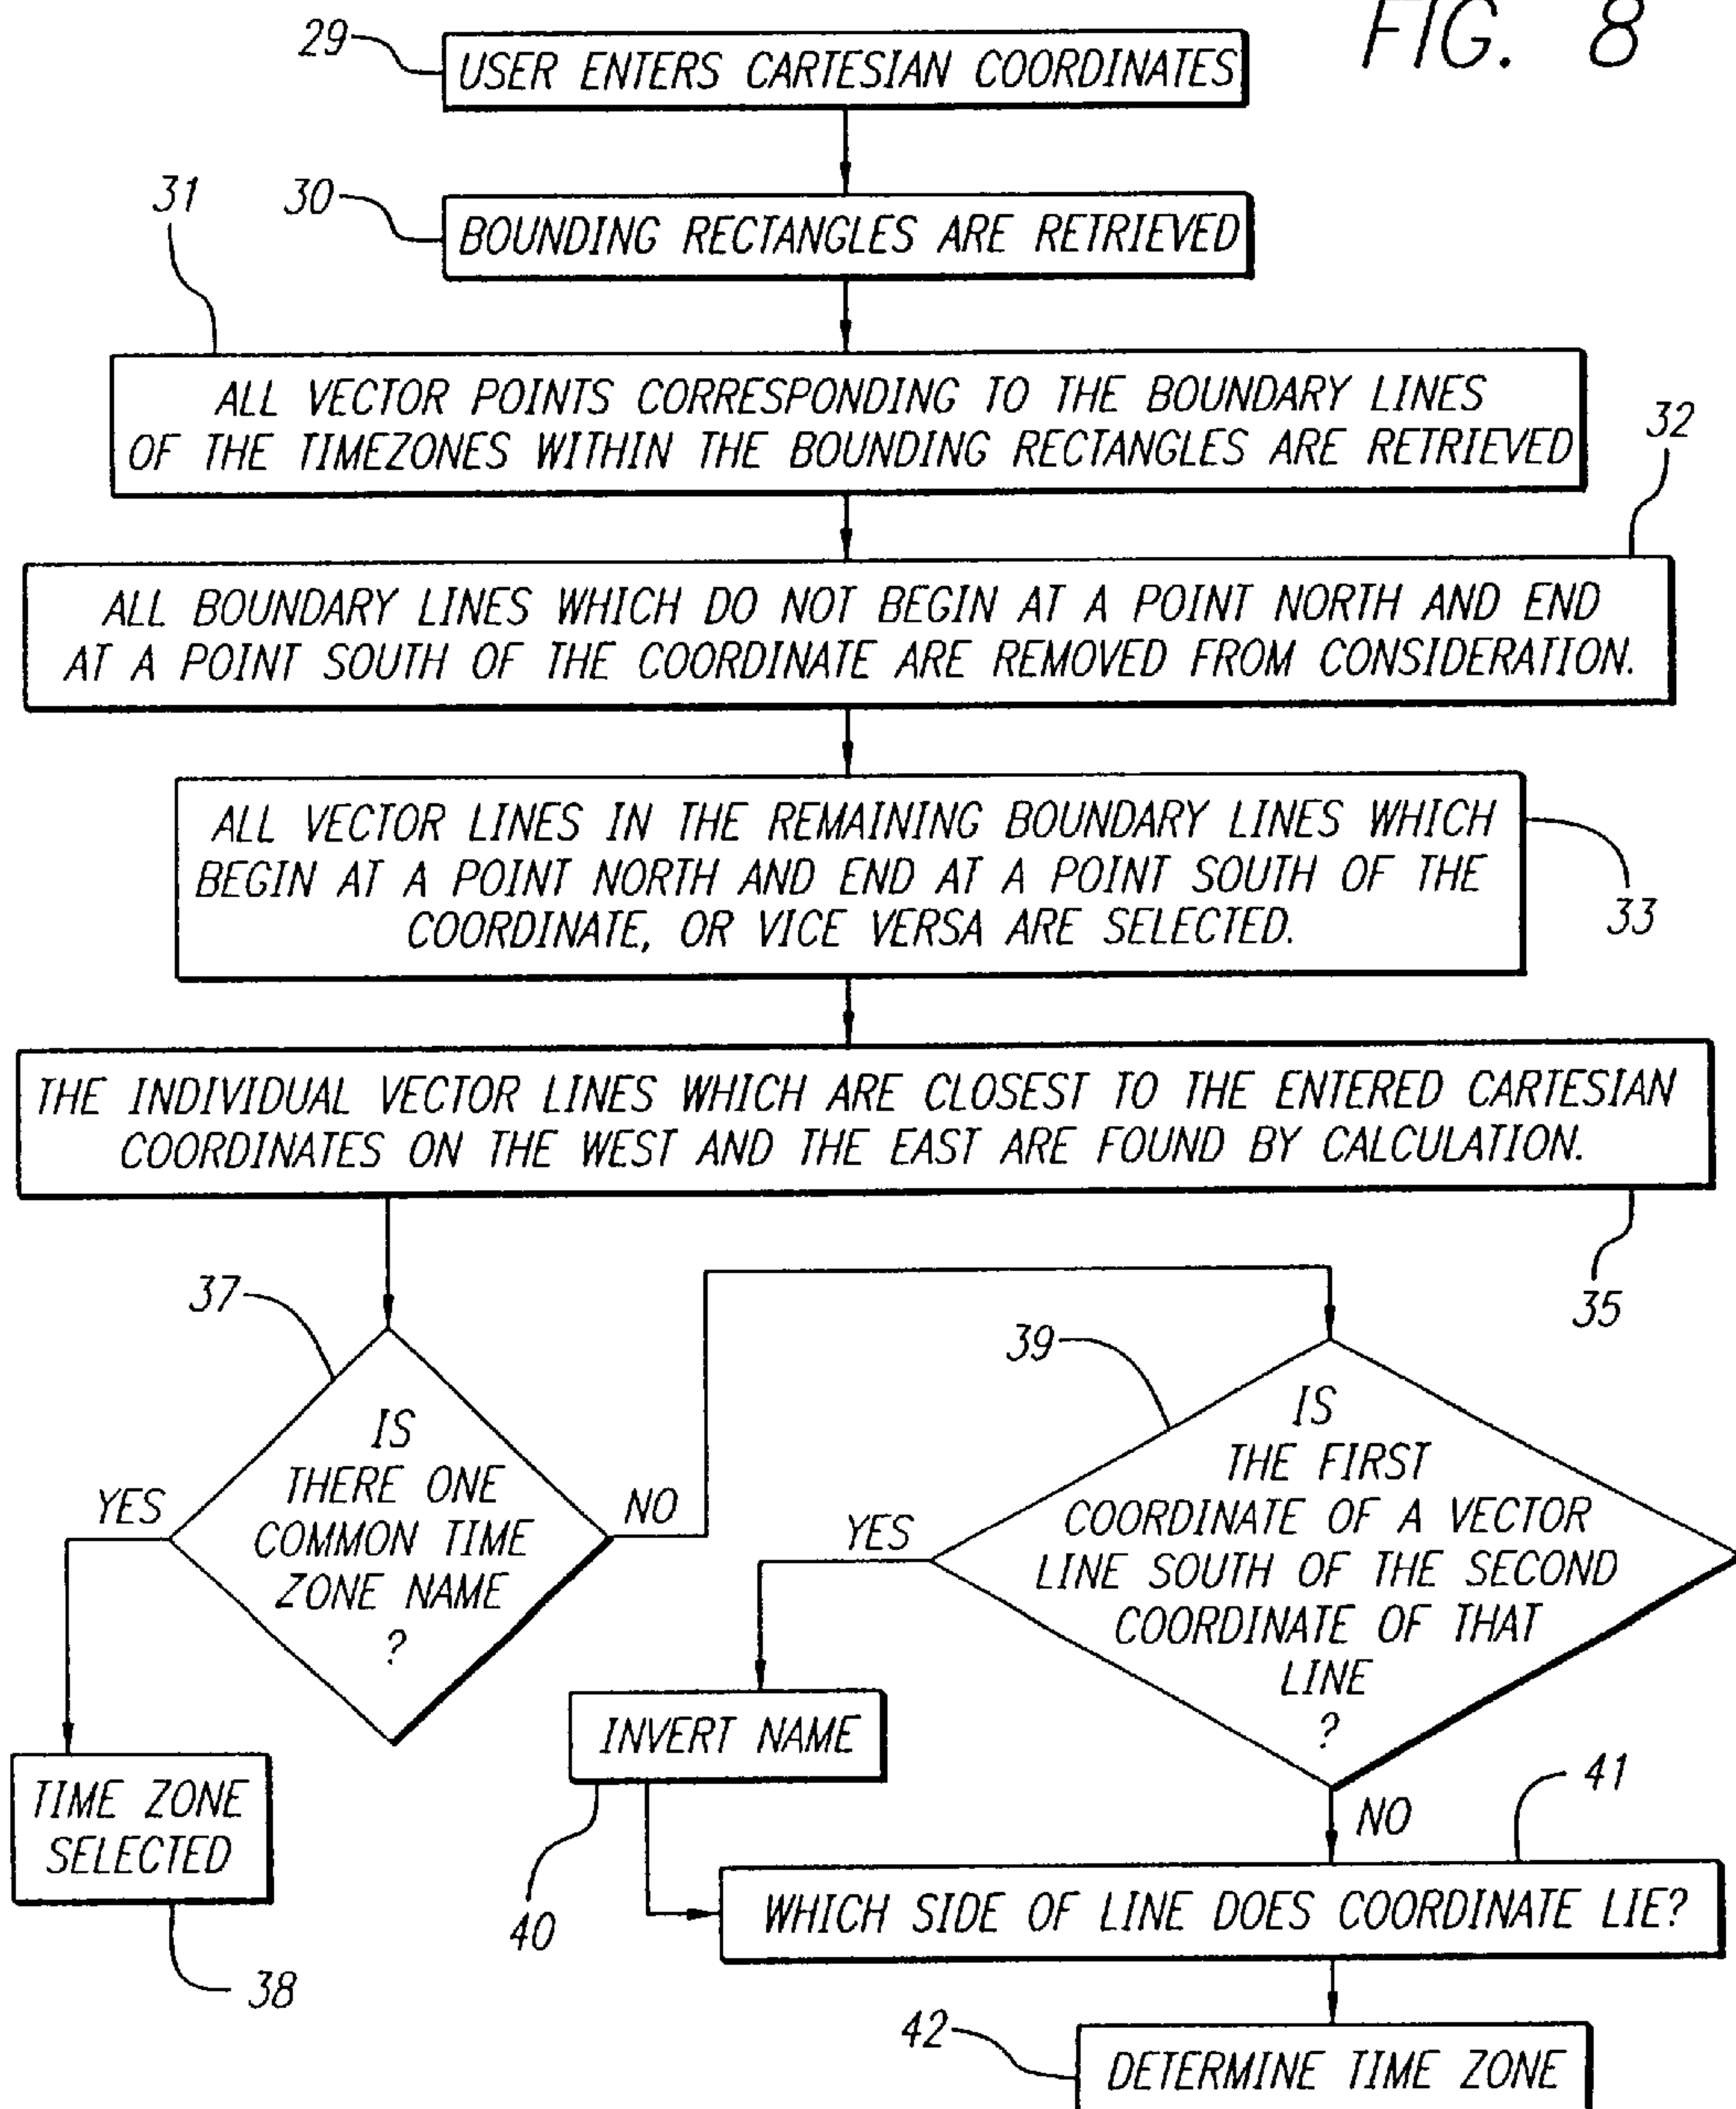 FIG. 8
29
USER ENTERS CARTESIAN COORDINATES
31
30
BOUNDING RECTANGLES ARE RETRIEVED
ALL VECTOR POINTS CORRESPONDING TO THE BOUNDARY LINES
OF THE TIMEZONES WITHIN THE BOUNDING RECTANGLES ARE RETRIEVED
32
ALL BOUNDARY LINES WHICH DO NOT BEGIN AT A POINT NORTH AND END
AT A POINT SOUTH OF THE COORDINATE ARE REMOVED FROM CONSIDERATION.
ALL VECTOR LINES IN THE REMAINING BOUNDARY LINES WHICH
BEGIN AT A POINT NORTH AND END AT A POINT SOUTH OF THE
COORDINATE, OR VICE VERSA ARE SELECTED.
33
THE INDIVIDUAL VECTOR LINES WHICH ARE CLOSEST TO THE ENTERED CARTESIAN
COORDINATES ON THE WEST AND THE EAST ARE FOUND BY CALCULATION.
35
37
IS
THERE ONE
COMMON TIME
ZONE NAME
?
YES
NO
39
IS
THE FIRST
COORDINATE OF A VECTOR
LINE SOUTH OF THE SECOND
COORDINATE OF THAT
LINE
?
YES
NO
TIME ZONE
SELECTED
38
INVERT NAME
40
41
WHICH SIDE OF LINE DOES COORDINATE LIE?
42
DETERMINE TIME ZONE